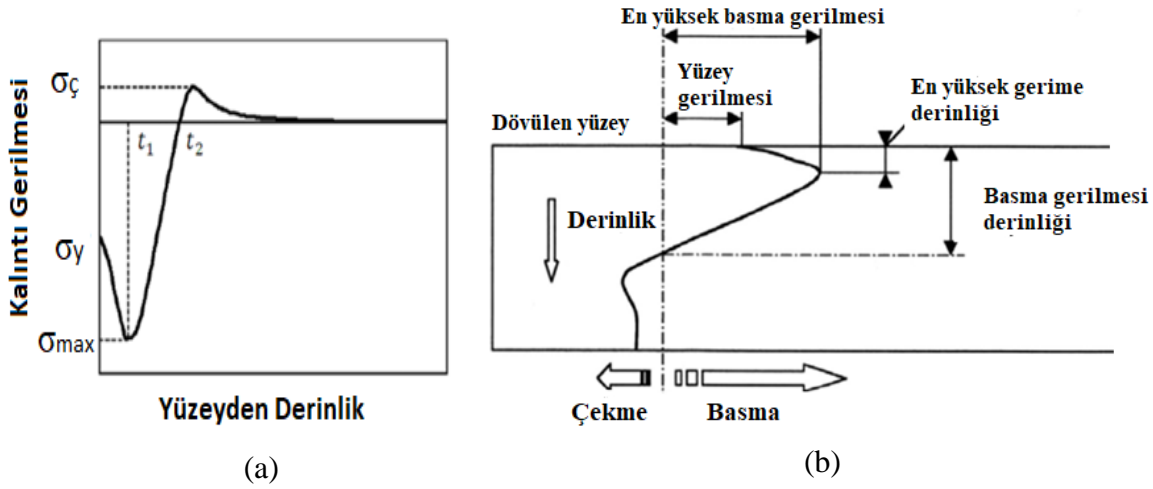 Kalıntı Gerilmesi
σç
t₁
t₂
σy
σmax
Yüzeyden Derinlik
(a)
En yüksek basma gerilmesi
Yüzey
gerilmesi
En yüksek gerime
derinliği
Dövülen yüzey
Derinlik
Basma gerilmesi
derinliği
Çekme
Basma
(b)